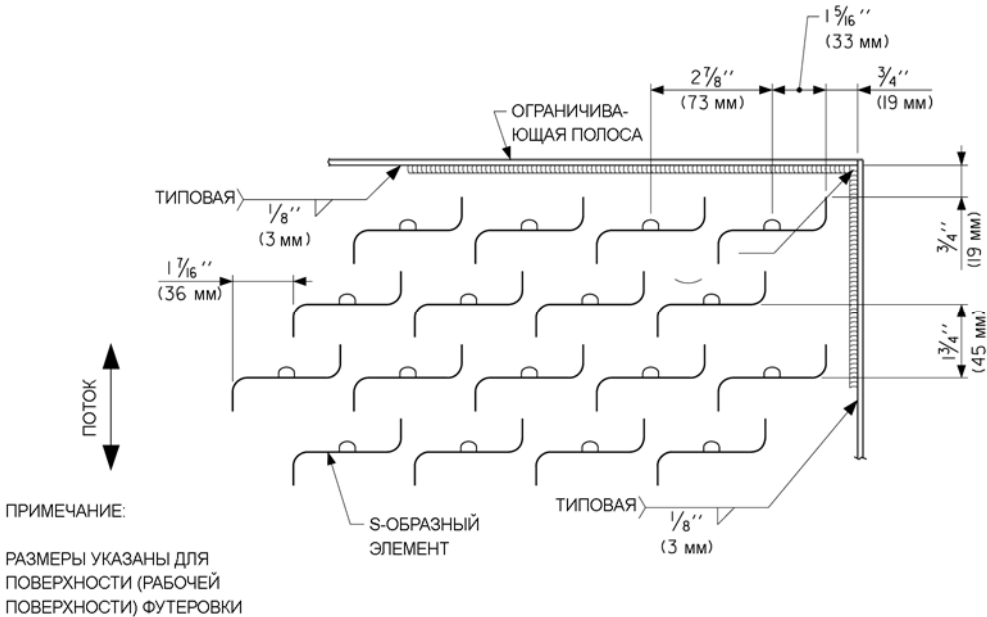 1 5/16''
(33 мм)
2 7/8''
(73 мм)
3/4''
(19 мм)
ОГРАНИЧИВА-
ЮЩАЯ ПОЛОСА
ТИПОВАЯ
1/8''
(3 мм)
3/4''
(19 мм)
1 7/16''
(36 мм)
1 3/4''
(45 мм)
ПОТОК
ТИПОВАЯ
1/8''
(3 мм)
S-ОБРАЗНЫЙ
ЭЛЕМЕНТ
ПРИМЕЧАНИЕ:
РАЗМЕРЫ УКАЗАНЫ ДЛЯ
ПОВЕРХНОСТИ (РАБОЧЕЙ
ПОВЕРХНОСТИ) ФУТЕРОВКИ